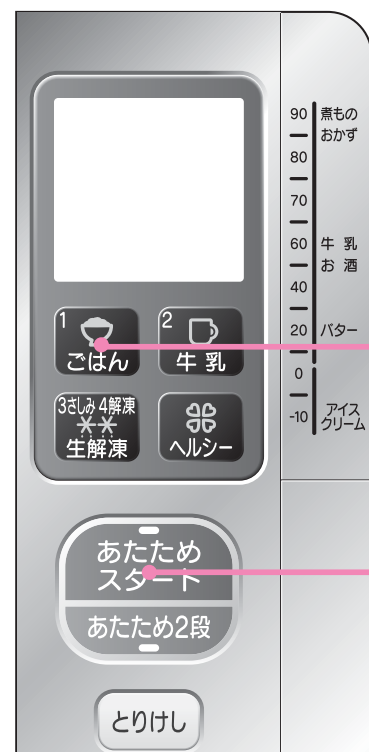 90 煮もの
おかず
80
70
60 牛乳
お酒
40
20 バター
0
-10 アイス
クリーム
1
ごはん
2
牛乳
3さしみ 4解凍
生解凍
ヘルシー
あたため
スタート
あたため2段
とりけし